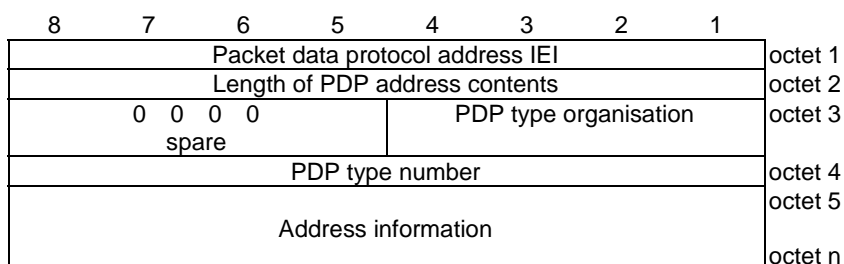 8 7 6 5 4 3 2 1
Packet data protocol address IEI octet 1
Length of PDP address contents octet 2
0 0 0 0 PDP type organisation octet 3
spare
PDP type number octet 4
octet 5
Address information
octet n